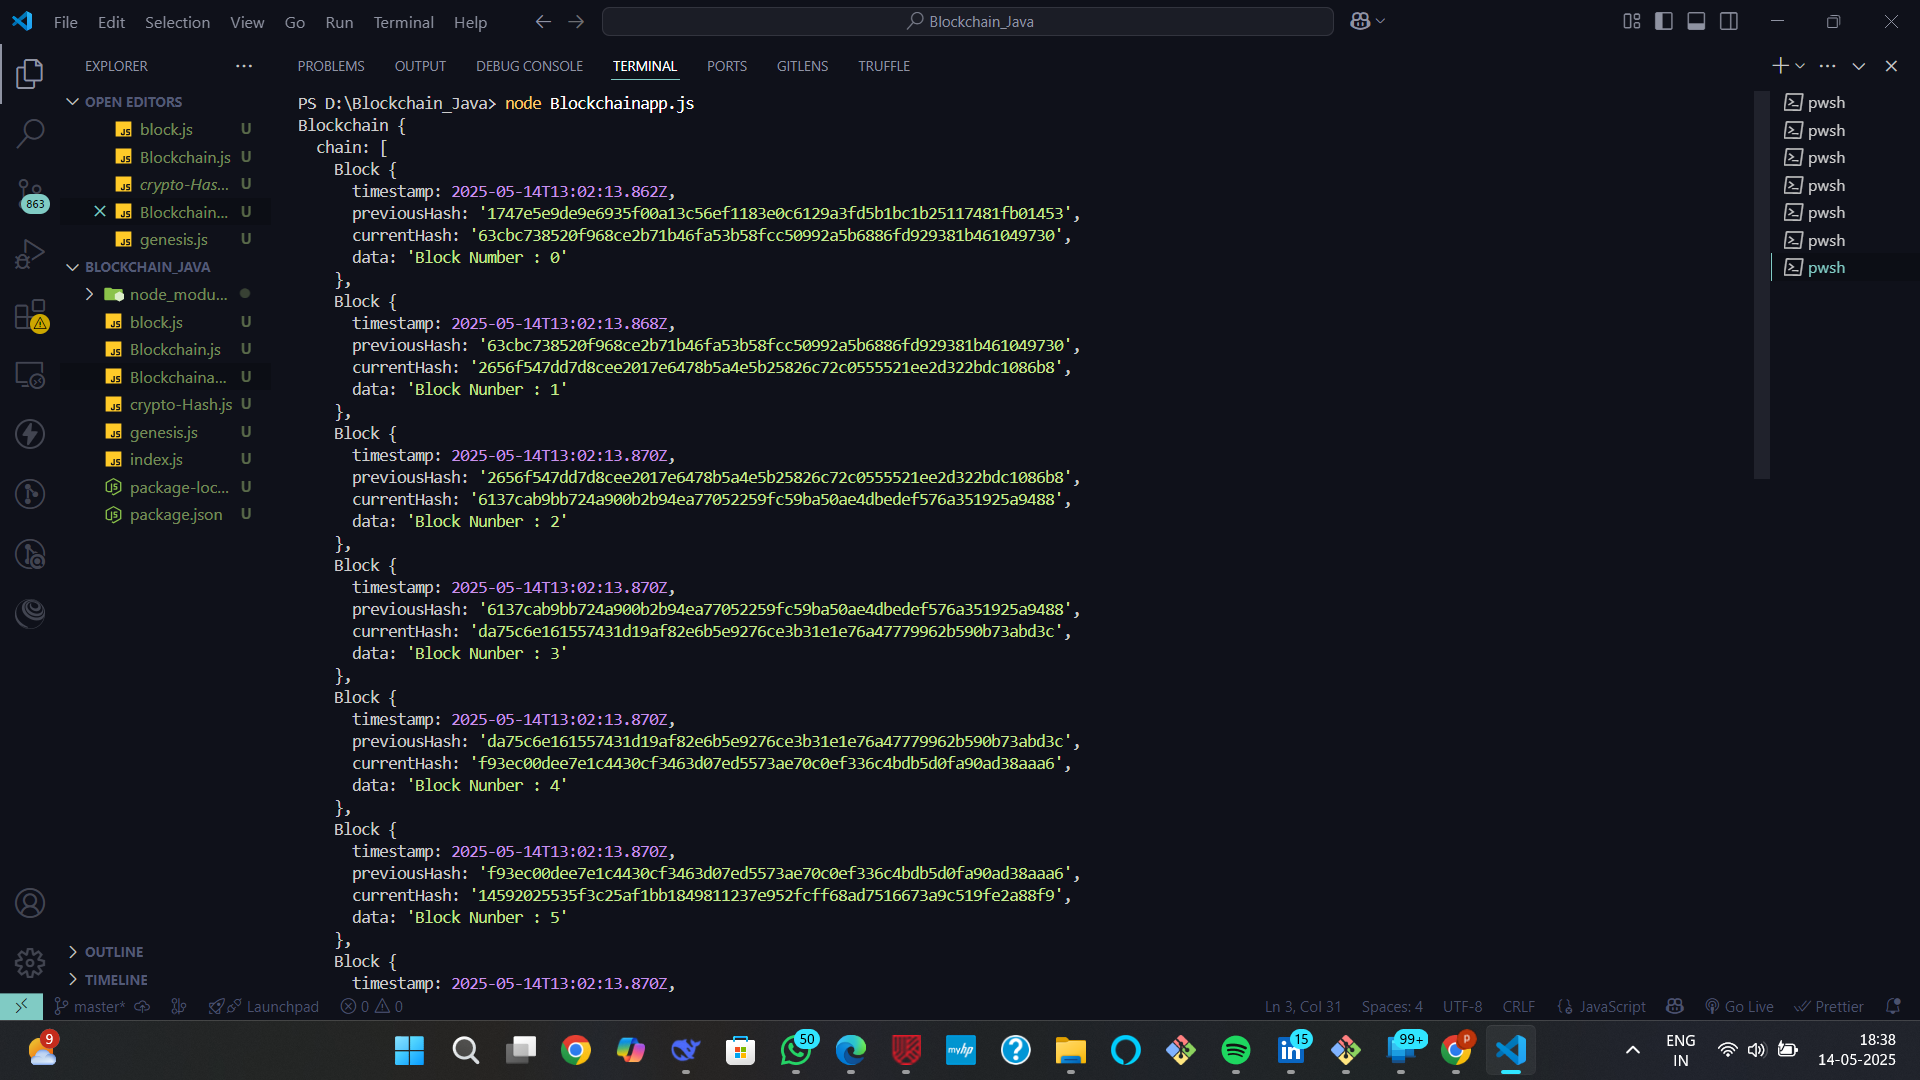 File Edit Selection View Go Run Terminal Help
Blockchain_Java
EXPLORER
PROBLEMS OUTPUT DEBUG CONSOLE TERMINAL PORTS GITLENS TRUFFLE
OPEN EDITORS
block.js U
Blockchain.js U
crypto-Has... U
Blockchain... U
genesis.js U
BLOCKCHAIN_JAVA
node_modu...
block.js U
Blockchain.js U
Blockchaina... U
crypto-Hash.js U
genesis.js U
index.js U
package-loc... U
package.json U
OUTLINE
TIMELINE
863
PS D:\Blockchain_Java> node Blockchainapp.js
Blockchain {
chain: [
Block {
timestamp: 2025-05-14T13:02:13.862Z,
previousHash: '1747e5e9de9e6935f00a13c56ef1183e0c6129a3fd5b1bc1b25117481fb01453',
currentHash: '63cbc738520f968ce2b71b46fa53b58fcc50992a5b6886fd929381b461049730',
data: 'Block Number : 0'
},
Block {
timestamp: 2025-05-14T13:02:13.868Z,
previousHash: '63cbc738520f968ce2b71b46fa53b58fcc50992a5b6886fd929381b461049730',
currentHash: '2656f547dd7d8cee2017e6478b5a4e5b25826c72c0555521ee2d322bdc1086b8',
data: 'Block Nunber : 1'
},
Block {
timestamp: 2025-05-14T13:02:13.870Z,
previousHash: '2656f547dd7d8cee2017e6478b5a4e5b25826c72c0555521ee2d322bdc1086b8',
currentHash: '6137cab9bb724a900b2b94ea77052259fc59ba50ae4dbedef576a351925a9488',
data: 'Block Nunber : 2'
},
Block {
timestamp: 2025-05-14T13:02:13.870Z,
previousHash: '6137cab9bb724a900b2b94ea77052259fc59ba50ae4dbedef576a351925a9488',
currentHash: 'da75c6e161557431d19af82e6b5e9276ce3b31e1e76a47779962b590b73abd3c',
data: 'Block Nunber : 3'
},
Block {
timestamp: 2025-05-14T13:02:13.870Z,
previousHash: 'da75c6e161557431d19af82e6b5e9276ce3b31e1e76a47779962b590b73abd3c',
currentHash: 'f93ec00dee7e1c4430cf3463d07ed5573ae70c0ef336c4bdb5d0fa90ad38aaa6',
data: 'Block Nunber : 4'
},
Block {
timestamp: 2025-05-14T13:02:13.870Z,
previousHash: 'f93ec00dee7e1c4430cf3463d07ed5573ae70c0ef336c4bdb5d0fa90ad38aaa6',
currentHash: '14592025535f3c25af1bb1849811237e952fcff68ad7516673a9c519fe2a88f9',
data: 'Block Nunber : 5'
},
Block {
timestamp: 2025-05-14T13:02:13.870Z,
pwsh
pwsh
pwsh
pwsh
pwsh
pwsh
pwsh
master* Launchpad 0 0 Ln 3, Col 31 Spaces: 4 UTF-8 CRLF JavaScript Go Live Prettier
9 50 myhp 15 99+ P
ENG
IN
18:38
14-05-2025